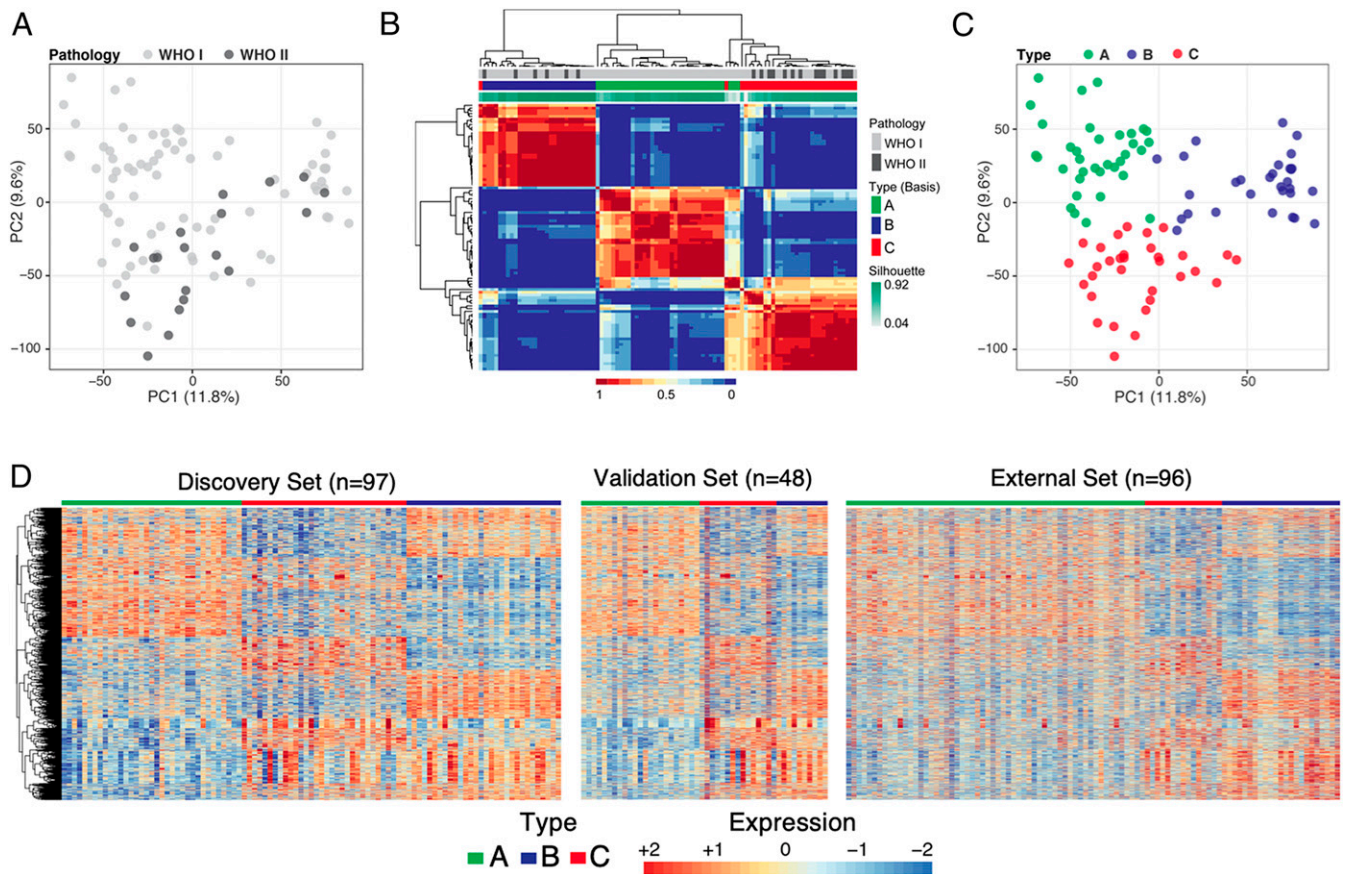 A
Pathology WHO I WHO II
PC2 (9.6%)
50
0
−50
−100
−50 0 50
PC1 (11.8%)
B
Pathology
WHO I
WHO II
Type (Basis)
A
B
C
Silhouette
0.92
0.04
1 0.5 0
C
Type A B C
PC2 (9.6%)
50
0
−50
−100
−50 0 50
PC1 (11.8%)
D
Discovery Set (n=97) Validation Set (n=48) External Set (n=96)
Type Expression
A B C
+2 +1 0 −1 −2